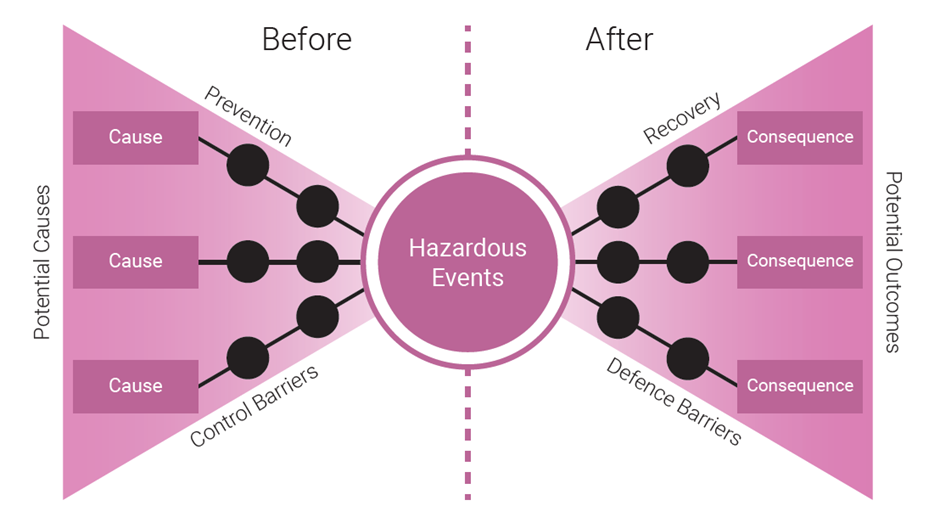 Before
After
Prevention
Recovery
Cause
Consequence
Potential Causes
Cause
Hazardous
Events
Consequence
Potential Outcomes
Cause
Consequence
Control Barriers
Defence Barriers